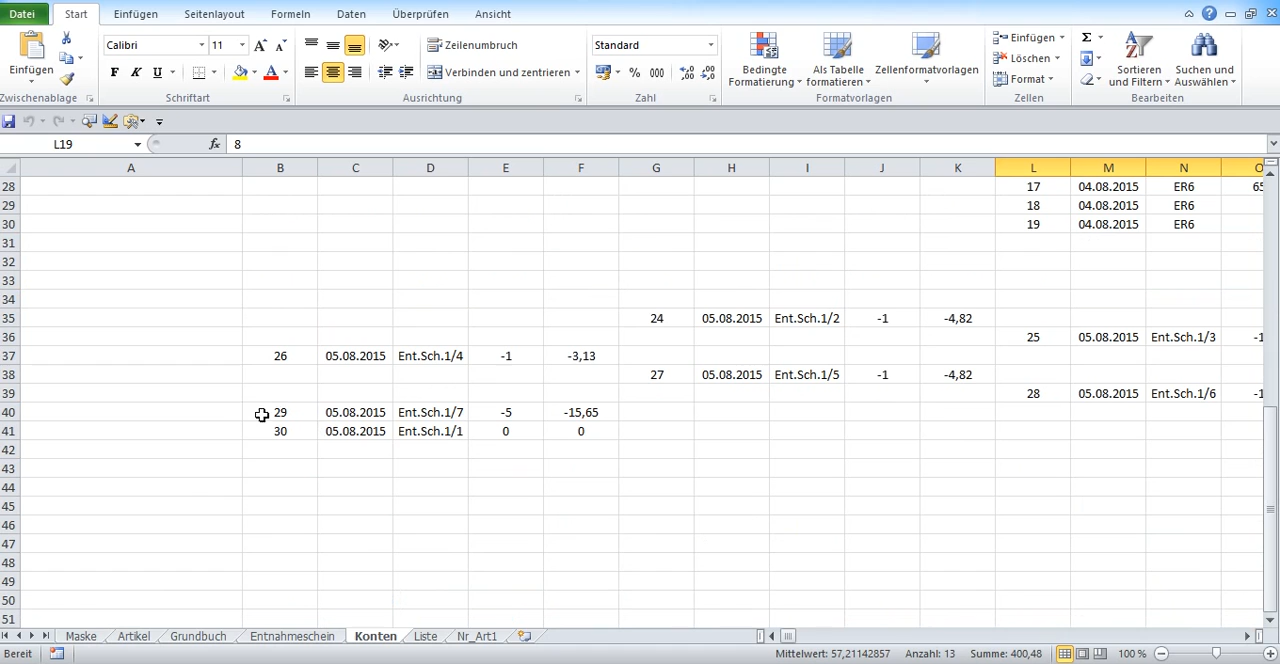 Datei Start Einfügen Seitenlayout Formeln Daten Überprüfen Ansicht
Calibri 11 A A Zeilenumbruch Standard Σ Einfügen
Einfügen F K U A Verbinden und zentrieren % 000 Bedingte Formatierung Als Tabelle formatieren Zellenformatvorlagen Löschen Format Sortieren und Filtern Suchen und Auswählen
Zwischenablage Schriftart Ausrichtung Zahl Formatvorlagen Zellen Bearbeiten
L19 fx 8
A B C D E F G H I J K L M N O
28 17 04.08.2015 ER6 65
29 18 04.08.2015 ER6
30 19 04.08.2015 ER6
31
32
33
34
35 24 05.08.2015 Ent.Sch.1/2 -1 -4,82
36 25 05.08.2015 Ent.Sch.1/3 -1
37 26 05.08.2015 Ent.Sch.1/4 -1 -3,13
38 27 05.08.2015 Ent.Sch.1/5 -1 -4,82
39 28 05.08.2015 Ent.Sch.1/6 -1
40 29 05.08.2015 Ent.Sch.1/7 -5 -15,65
41 30 05.08.2015 Ent.Sch.1/1 0 0
42
43
44
45
46
47
48
49
50
51
Maske Artikel Grundbuch Entnahmeschein Konten Liste Nr_Art1
Bereit Mittelwert: 57,21142857 Anzahl: 13 Summe: 400,48 100 %